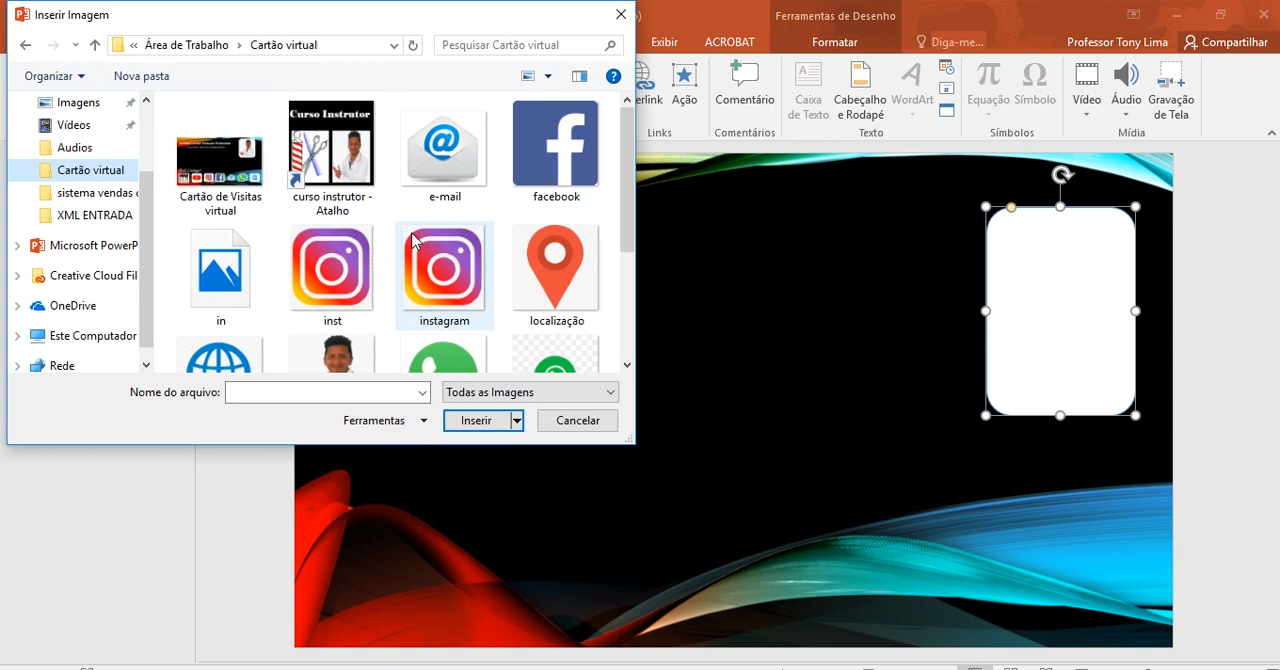 Inserir Imagem
Área de Trabalho
Cartão virtual
Pesquisar Cartão virtual
Organizar
Nova pasta
Imagens
Vídeos
Audios
Cartão virtual
sistema vendas
XML ENTRADA
Microsoft PowerP
Creative Cloud Fil
OneDrive
Este Computador
Rede
Curso Instrutor
Cartão de Visitas
virtual
curso instrutor -
Atalho
e-mail
facebook
in
inst
instagram
localização
Nome do arquivo:
Todas as Imagens
Ferramentas
Inserir
Cancelar
Ferramentas de Desenho
Exibir
ACROBAT
Formatar
Diga-me...
Professor Tony Lima
Compartilhar
erlink
Ação
Comentário
Caixa
de Texto
Cabeçalho
e Rodapé
WordArt
Equação
Símbolo
Vídeo
Áudio
Gravação
de Tela
Links
Comentários
Texto
Símbolos
Mídia